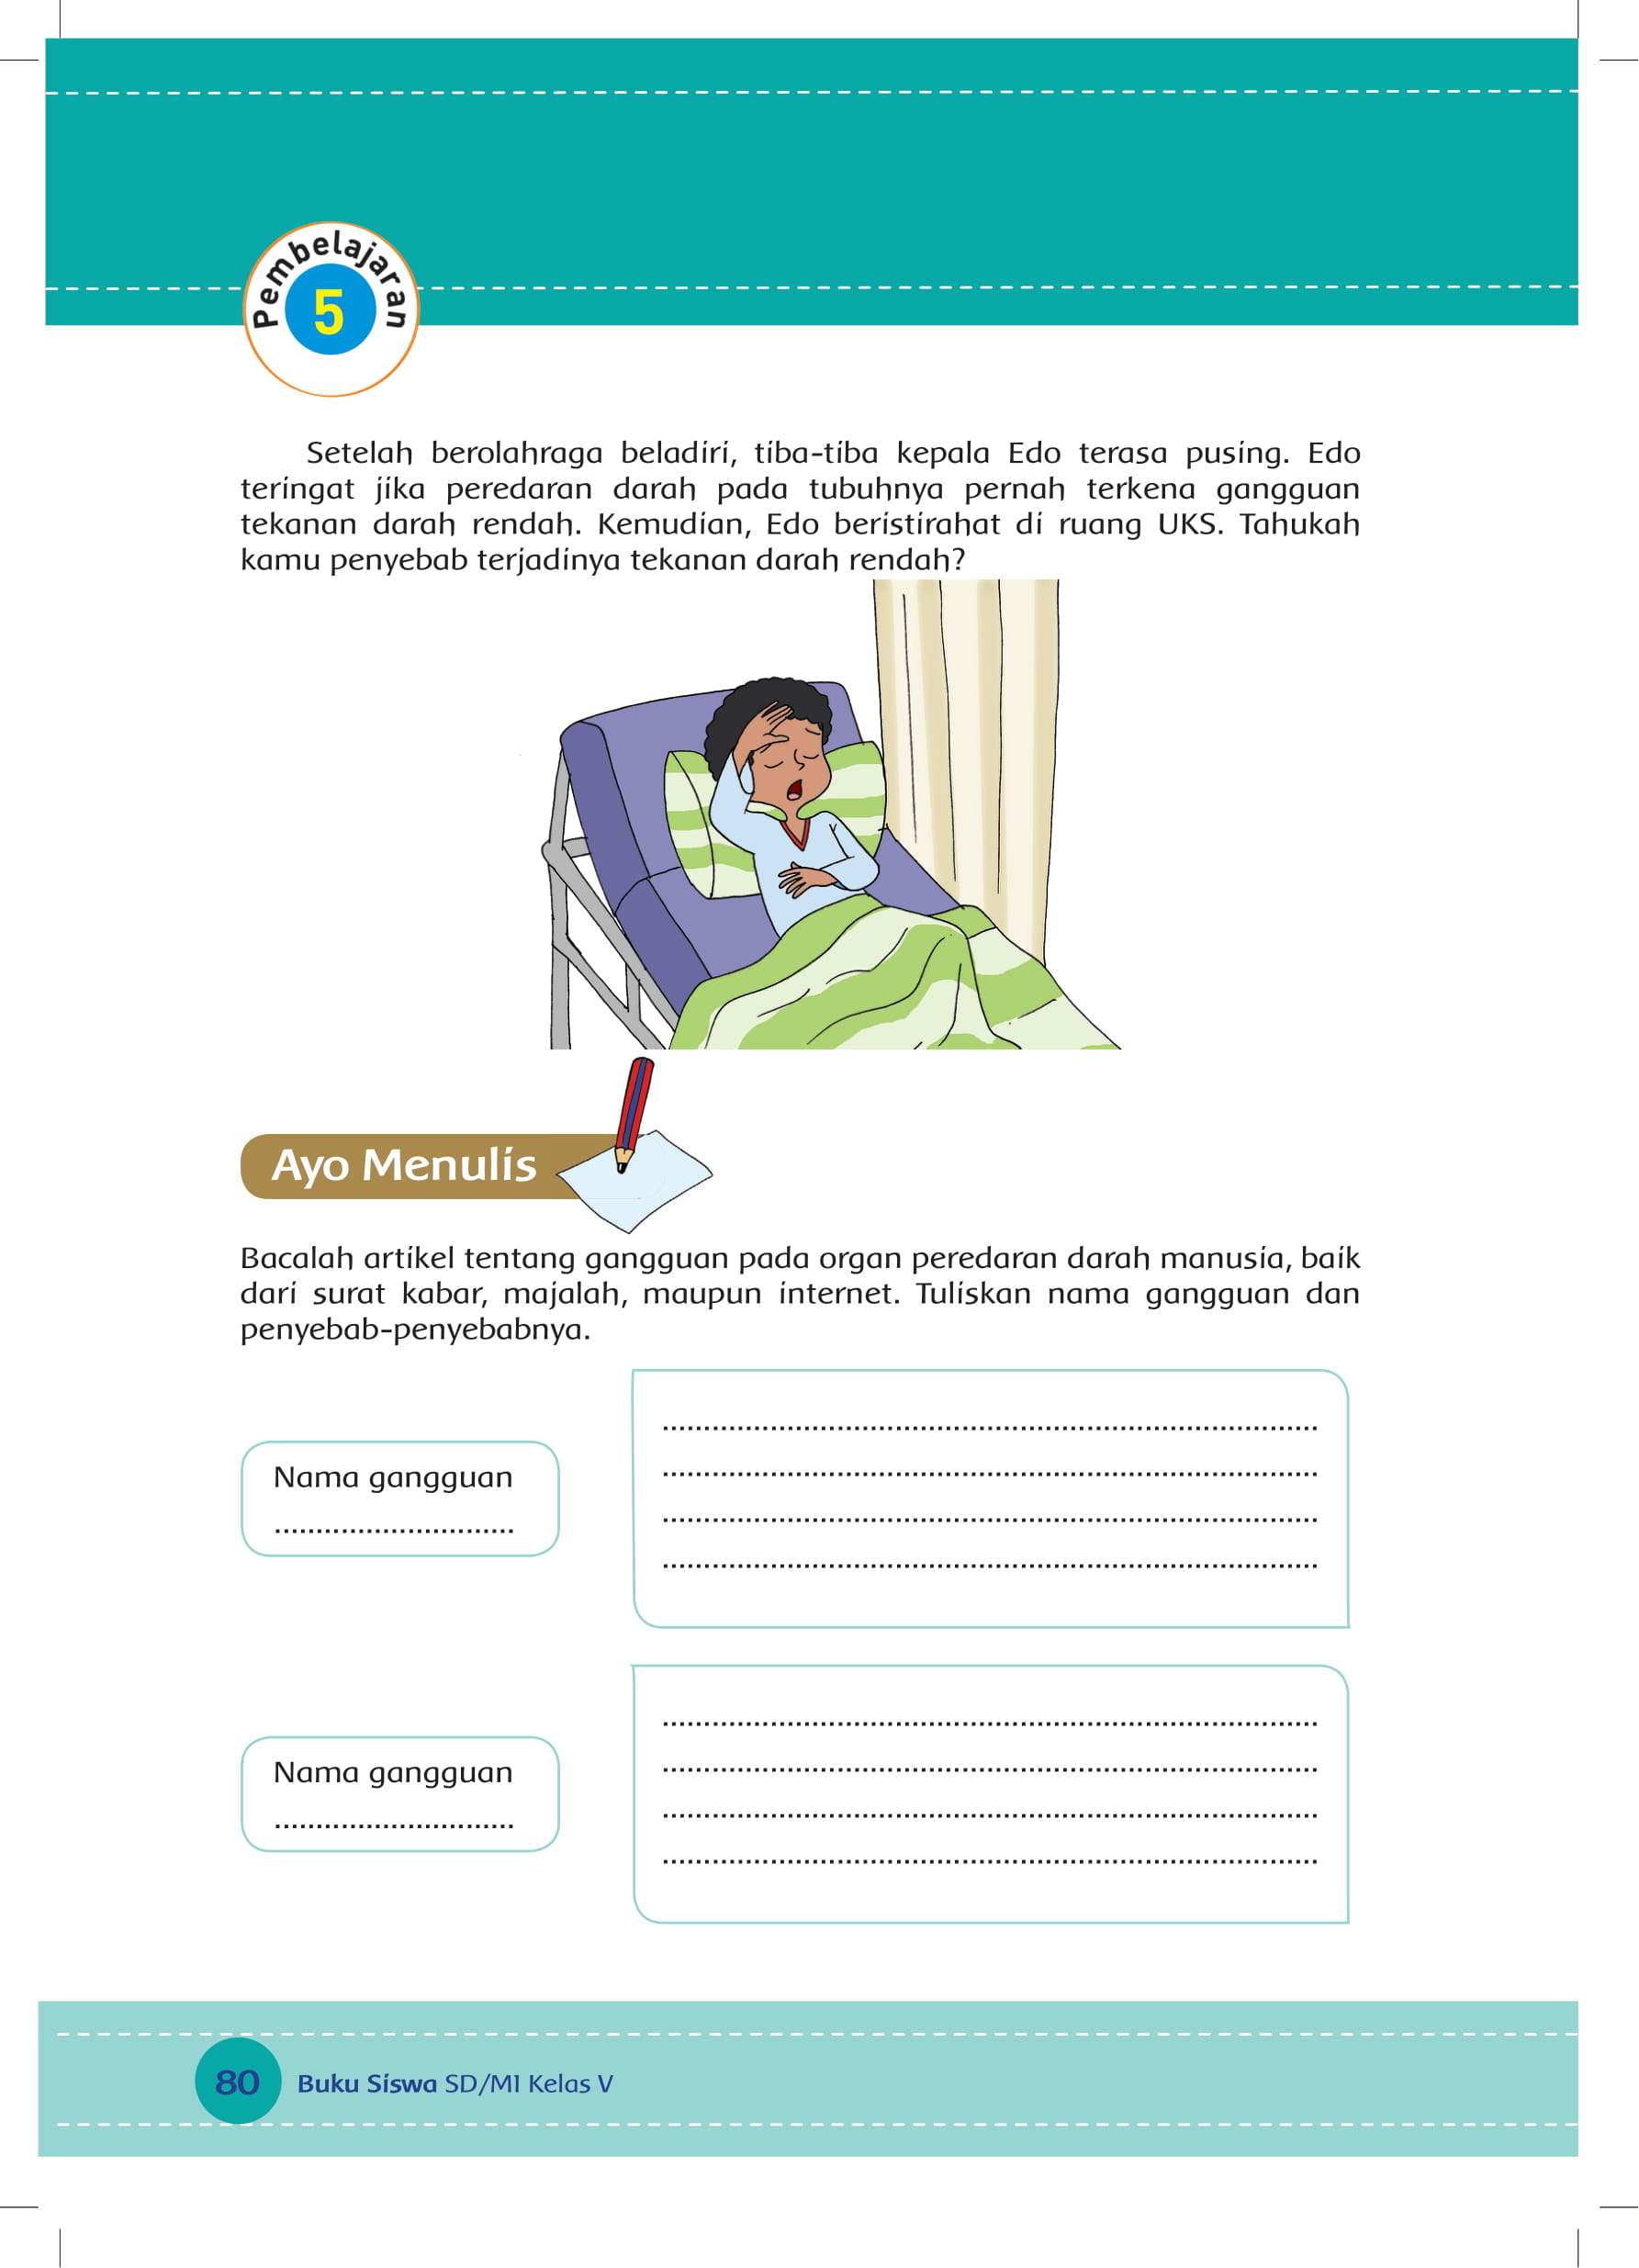 Pembelajaran
5
Setelah berolahraga beladiri, tiba-tiba kepala Edo terasa pusing. Edo
teringat jika peredaran darah pada tubuhnya pernah terkena gangguan
tekanan darah rendah. Kemudian, Edo beristirahat di ruang UKS. Tahukah
kamu penyebab terjadinya tekanan darah rendah?
Ayo Menulis
Bacalah artikel tentang gangguan pada organ peredaran darah manusia, baik
dari surat kabar, majalah, maupun internet. Tuliskan nama gangguan dan
penyebab-penyebabnya.
Nama gangguan
Nama gangguan
80 Buku Siswa SD/MI Kelas V